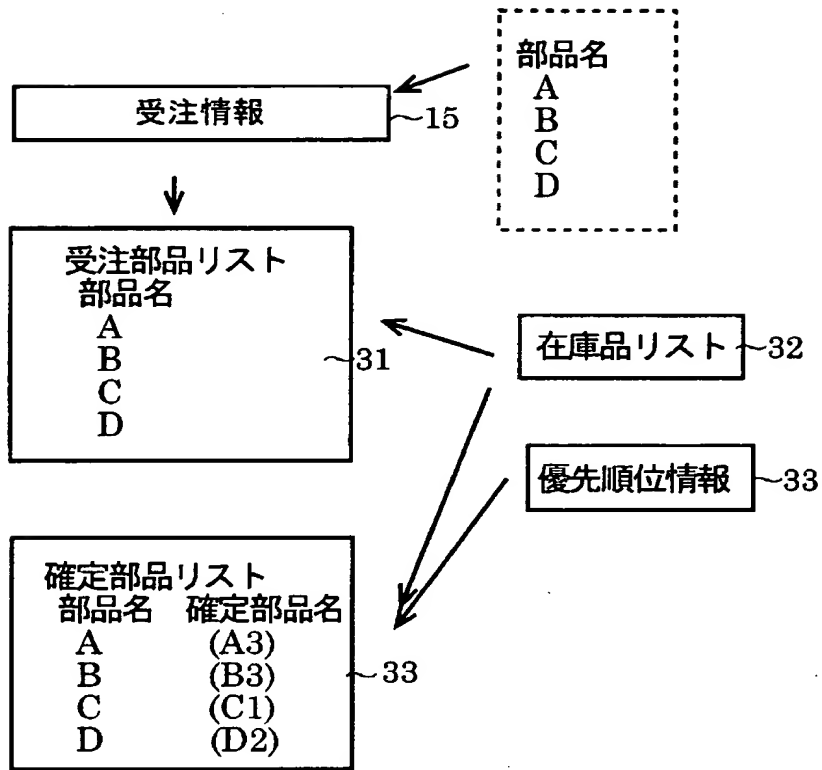 部品名
A
B
C
D
受注情報
15
受注部品リスト
部品名
A
B
C
D
31
在庫品リスト
32
優先順位情報
33
確定部品リスト
部品名 確定部品名
A (A3)
B (B3)
C (C1)
D (D2)
33